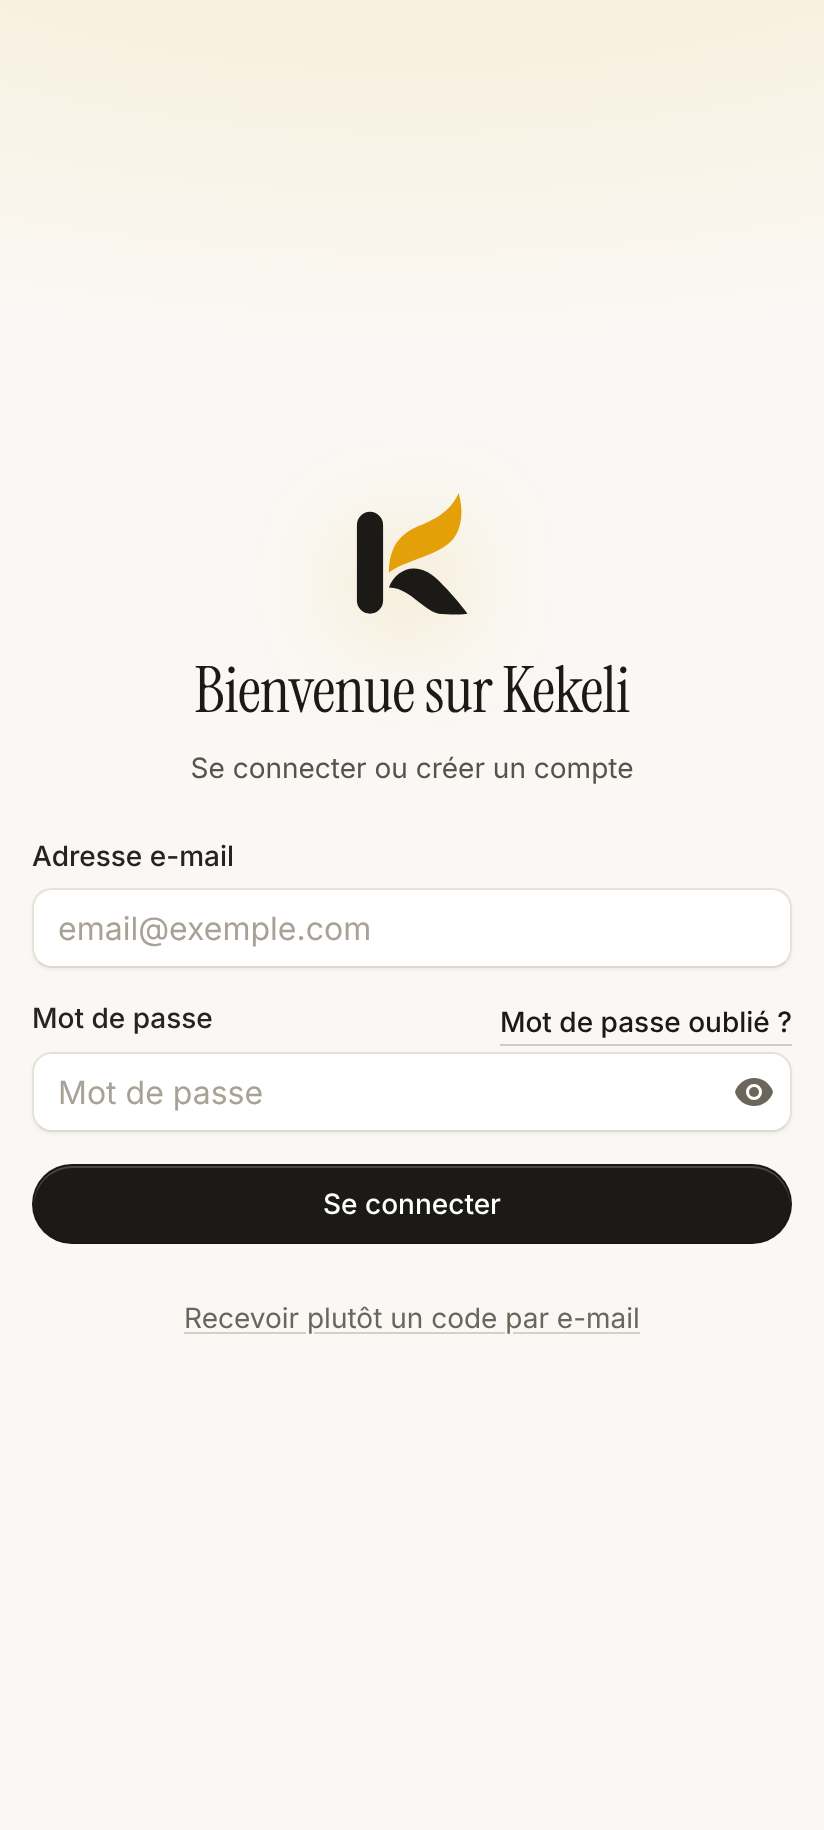 Bienvenue sur Kekeli
Se connecter ou créer un compte
Adresse e-mail
email@exemple.com
Mot de passe
Mot de passe oublié ?
Mot de passe
Se connecter
Recevoir plutôt un code par e-mail